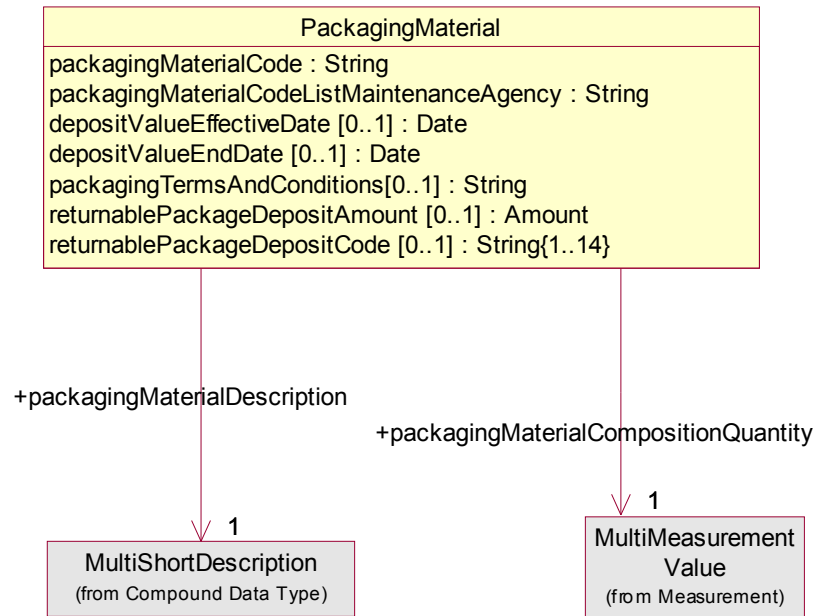 PackagingMaterial
packagingMaterialCode : String
packagingMaterialCodeListMaintenanceAgency : String
depositValueEffectiveDate [0..1] : Date
depositValueEndDate [0..1] : Date
packagingTermsAndConditions[0..1] : String
returnablePackageDepositAmount [0..1] : Amount
returnablePackageDepositCode [0..1] : String{1..14}
+packagingMaterialDescription
+packagingMaterialCompositionQuantity
1
1
MultiShortDescription
(from Compound Data Type)
MultiMeasurement
Value
(from Measurement)